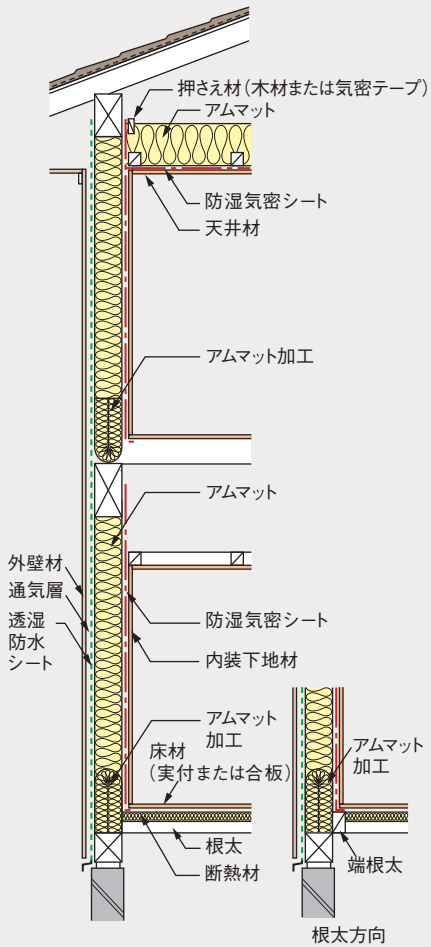 押さえ材（木材または気密テープ）
アムマット
防湿気密シート
天井材
アムマット加工
アムマット
外壁材
通気層
透湿
防水
シート
防湿気密シート
内装下地材
アムマット
加工
床材
（実付または合板）
根太
断熱材
アムマット
加工
端根太
根太方向